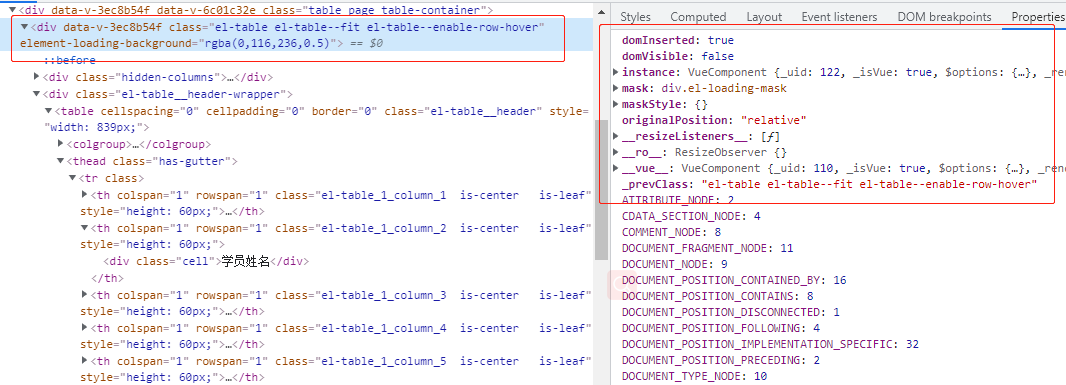 <div data-v-3ec8b54f data-v-6c01c32e class="table_page table-container">
<div data-v-3ec8b54f class="el-table el-table--fit el-table--enable-row-hover"
element-loading-background="rgba(0,116,236,0.5)"> == $0
::before
<div class="hidden-columns">…</div>
<div class="el-table__header-wrapper">
<table cellspacing="0" cellpadding="0" border="0" class="el-table__header" style=
"width: 839px;">
<colgroup>…</colgroup>
<thead class="has-gutter">
<tr class>
<th colspan="1" rowspan="1" class="el-table_1_column_1  is-center  is-leaf"
style="height: 60px;">…</th>
<th colspan="1" rowspan="1" class="el-table_1_column_2  is-center  is-leaf"
style="height: 60px;">
<div class="cell">学员姓名</div>
</th>
<th colspan="1" rowspan="1" class="el-table_1_column_3  is-center  is-leaf"
style="height: 60px;">…</th>
<th colspan="1" rowspan="1" class="el-table_1_column_4  is-center  is-leaf"
style="height: 60px;">…</th>
<th colspan="1" rowspan="1" class="el-table_1_column_5  is-center  is-leaf"
style="height: 60px;">…</th>
Styles Computed Layout Event listeners DOM breakpoints Properties
domInserted: true
domVisible: false
instance: VueComponent {_uid: 122, _isVue: true, $options: {…}, _ren
mask: div.el-loading-mask
maskStyle: {}
originalPosition: "relative"
__resizeListeners__: [ƒ]
__ro__: ResizeObserver {}
__vue__: VueComponent {_uid: 110, _isVue: true, $options: {…}, _ren
_prevClass: "el-table el-table--fit el-table--enable-row-hover"
ATTRIBUTE_NODE: 2
CDATA_SECTION_NODE: 4
COMMENT_NODE: 8
DOCUMENT_FRAGMENT_NODE: 11
DOCUMENT_NODE: 9
DOCUMENT_POSITION_CONTAINED_BY: 16
DOCUMENT_POSITION_CONTAINS: 8
DOCUMENT_POSITION_DISCONNECTED: 1
DOCUMENT_POSITION_FOLLOWING: 4
DOCUMENT_POSITION_IMPLEMENTATION_SPECIFIC: 32
DOCUMENT_POSITION_PRECEDING: 2
DOCUMENT_TYPE_NODE: 10